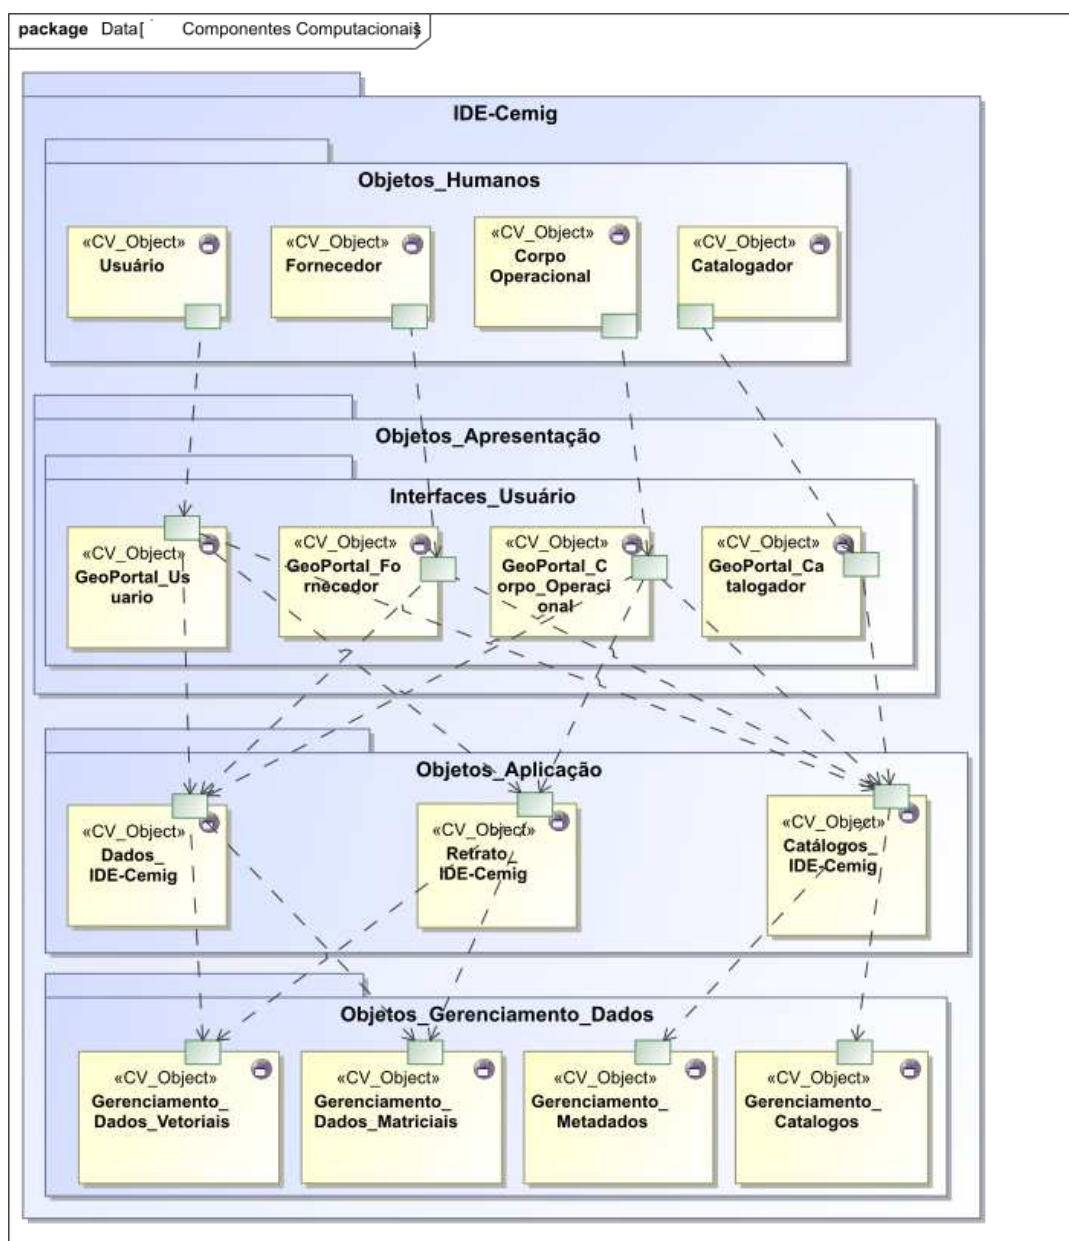 package Data[ Componentes Computacionais]
IDE-Cemig
Objetos_Humanos
«CV_Object»
Usuário
«CV_Object»
Fornecedor
«CV_Object»
Corpo
Operacional
«CV_Object»
Catalogador
Objetos_Apresentação
Interfaces_Usuário
«CV_Object»
GeoPortal_Us
uario
«CV_Object»
GeoPortal_Fo
rnecedor
«CV_Object»
GeoPortal_C
orpo_Operaci
onal
«CV_Object»
GeoPortal_Ca
talogador
Objetos_Aplicação
«CV_Object»
Dados_
IDE-Cemig
«CV_Object»
Retrato_
IDE-Cemig
«CV_Object»
Catálogos_
IDE-Cemig
Objetos_Gerenciamento_Dados
«CV_Object»
Gerenciamento_
Dados_Vetoriais
«CV_Object»
Gerenciamento_
Dados_Matriciais
«CV_Object»
Gerenciamento_
Metadados
«CV_Object»
Gerenciamento_
Catalogos